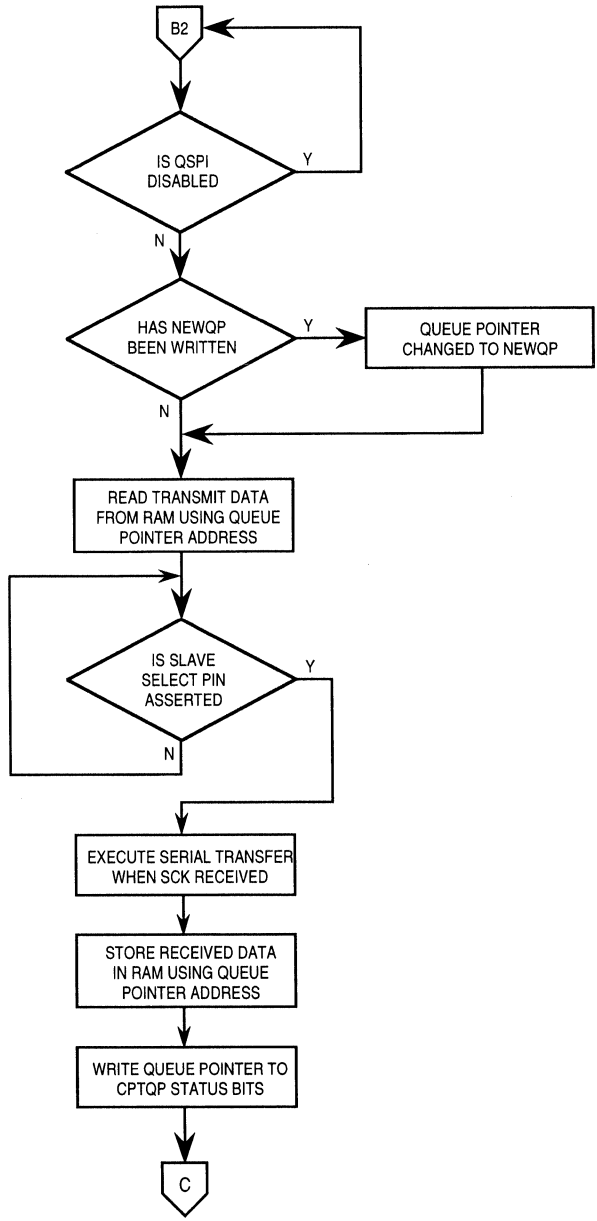 B2
IS QSPI
DISABLED
Y
N
HAS NEWQP
BEEN WRITTEN
Y
QUEUE POINTER
CHANGED TO NEWQP
N
READ TRANSMIT DATA
FROM RAM USING QUEUE
POINTER ADDRESS
IS SLAVE
SELECT PIN
ASSERTED
Y
N
EXECUTE SERIAL TRANSFER
WHEN SCK RECEIVED
STORE RECEIVED DATA
IN RAM USING QUEUE
POINTER ADDRESS
WRITE QUEUE POINTER TO
CPTQP STATUS BITS
C